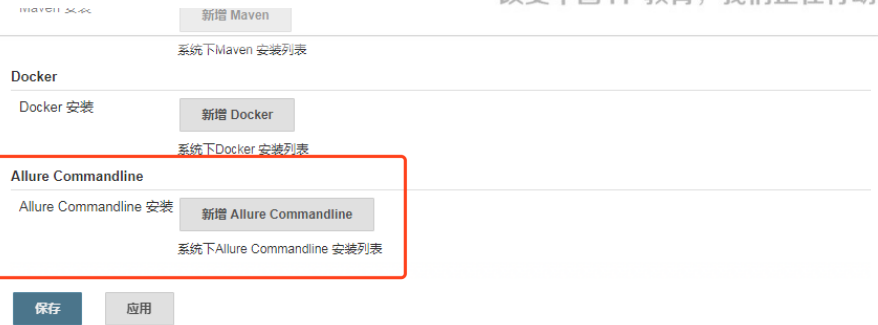 新增 Maven
系统下Maven 安装列表
Docker
Docker 安装
新增 Docker
系统下Docker 安装列表
Allure Commandline
Allure Commandline 安装
新增 Allure Commandline
系统下Allure Commandline 安装列表
保存
应用